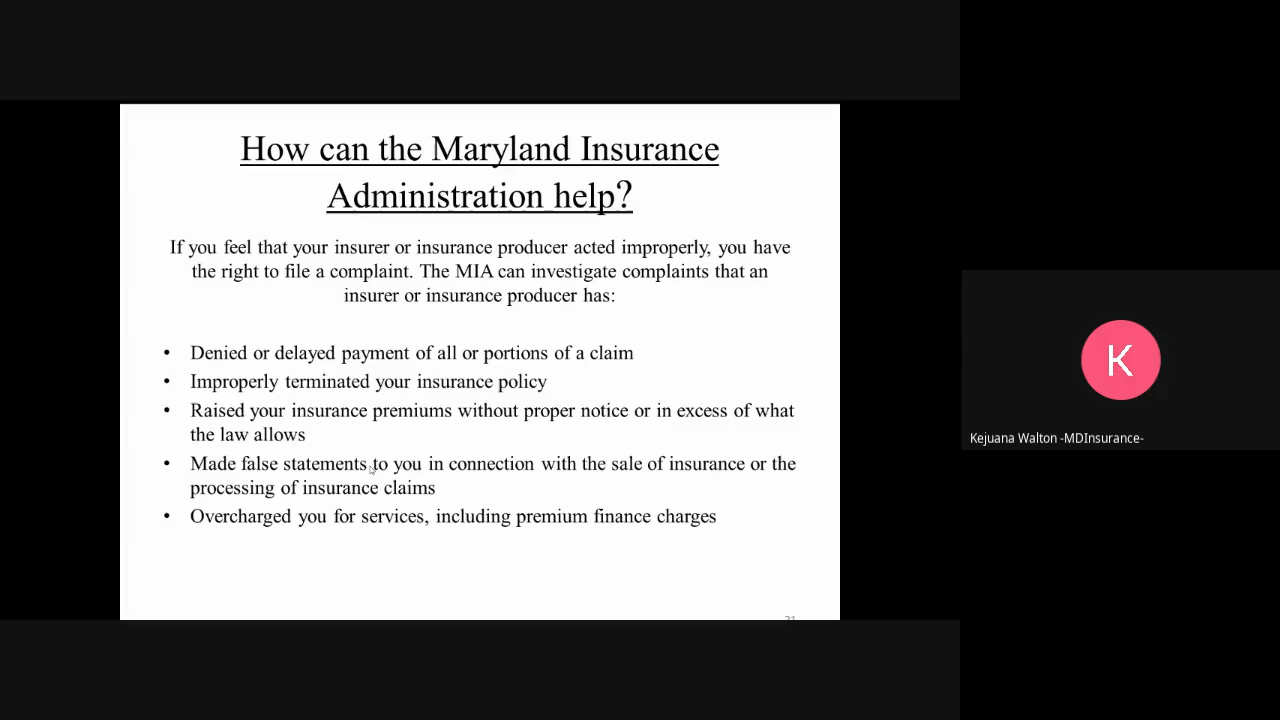 How can the Maryland Insurance
Administration help?
If you feel that your insurer or insurance producer acted improperly, you have
the right to file a complaint. The MIA can investigate complaints that an
insurer or insurance producer has:
• Denied or delayed payment of all or portions of a claim
• Improperly terminated your insurance policy
• Raised your insurance premiums without proper notice or in excess of what
the law allows
• Made false statements to you in connection with the sale of insurance or the
processing of insurance claims
• Overcharged you for services, including premium finance charges
K
Kejuana Walton -MDInsurance-